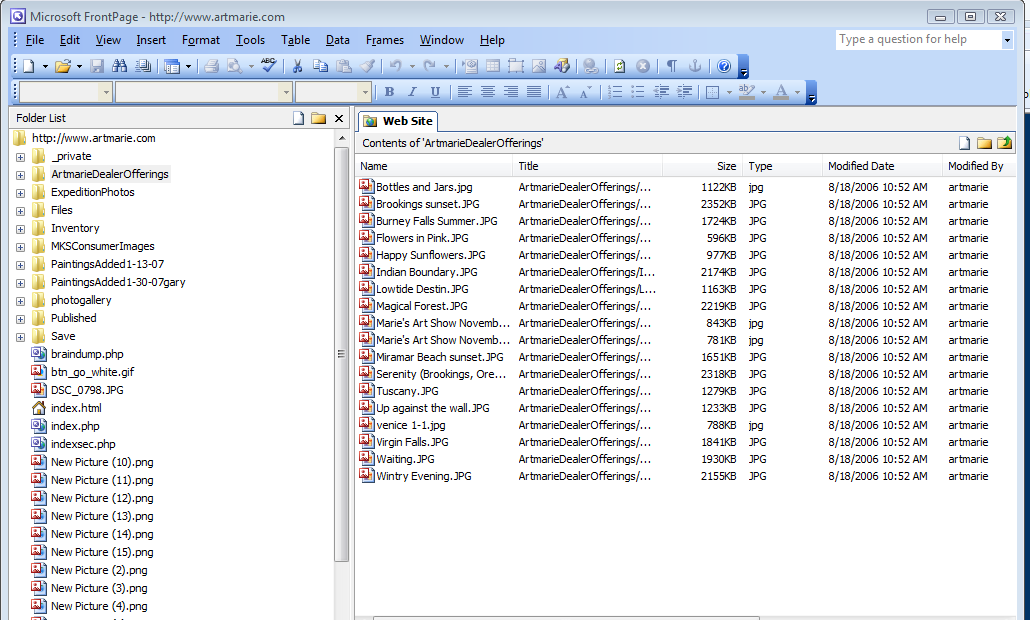 Microsoft FrontPage - http://www.artmarie.com
File Edit View Insert Format Tools Table Data Frames Window Help Type a question for help
ABC
B I U A A ab A
Folder List
http://www.artmarie.com
_private
ArtmarieDealerOfferings
ExpeditionPhotos
Files
Inventory
MKSConsumerImages
PaintingsAdded1-13-07
PaintingsAdded1-30-07gary
photogallery
Published
Save
braindump.php
btn_go_white.gif
DSC_0798.JPG
index.html
index.php
indexsec.php
New Picture (10).png
New Picture (11).png
New Picture (12).png
New Picture (13).png
New Picture (14).png
New Picture (15).png
New Picture (2).png
New Picture (3).png
New Picture (4).png
Web Site
Contents of 'ArtmarieDealerOfferings'
Name Title Size Type Modified Date Modified By
Bottles and Jars.jpg ArtmarieDealerOfferings/... 1122KB jpg 8/18/2006 10:52 AM artmarie
Brookings sunset.JPG ArtmarieDealerOfferings/... 2352KB JPG 8/18/2006 10:52 AM artmarie
Burney Falls Summer.JPG ArtmarieDealerOfferings/... 1724KB JPG 8/18/2006 10:52 AM artmarie
Flowers in Pink.JPG ArtmarieDealerOfferings/... 596KB JPG 8/18/2006 10:52 AM artmarie
Happy Sunflowers.JPG ArtmarieDealerOfferings/... 977KB JPG 8/18/2006 10:52 AM artmarie
Indian Boundary.JPG ArtmarieDealerOfferings/I... 2174KB JPG 8/18/2006 10:52 AM artmarie
Lowtide Destin.JPG ArtmarieDealerOfferings/L... 1163KB JPG 8/18/2006 10:52 AM artmarie
Magical Forest.JPG ArtmarieDealerOfferings/... 2219KB JPG 8/18/2006 10:52 AM artmarie
Marie's Art Show Novemb... ArtmarieDealerOfferings/... 843KB jpg 8/18/2006 10:52 AM artmarie
Marie's Art Show Novemb... ArtmarieDealerOfferings/... 781KB jpg 8/18/2006 10:52 AM artmarie
Miramar Beach sunset.JPG ArtmarieDealerOfferings/... 1651KB JPG 8/18/2006 10:52 AM artmarie
Serenity (Brookings, Ore... ArtmarieDealerOfferings/... 2318KB JPG 8/18/2006 10:52 AM artmarie
Tuscany.JPG ArtmarieDealerOfferings/... 1279KB JPG 8/18/2006 10:52 AM artmarie
Up against the wall.JPG ArtmarieDealerOfferings/... 1233KB JPG 8/18/2006 10:52 AM artmarie
venice 1-1.jpg ArtmarieDealerOfferings/... 788KB jpg 8/18/2006 10:52 AM artmarie
Virgin Falls.JPG ArtmarieDealerOfferings/... 1841KB JPG 8/18/2006 10:52 AM artmarie
Waiting.JPG ArtmarieDealerOfferings/... 1930KB JPG 8/18/2006 10:52 AM artmarie
Wintry Evening.JPG ArtmarieDealerOfferings/... 2155KB JPG 8/18/2006 10:52 AM artmarie